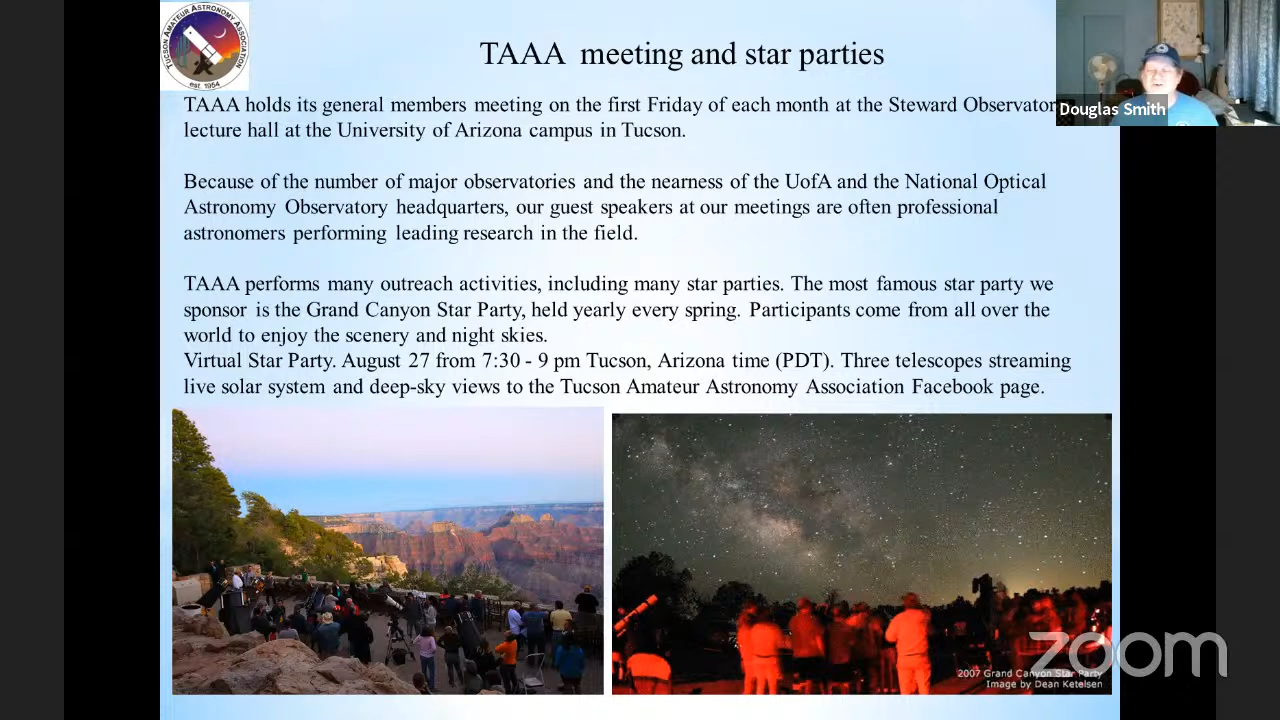 TUCSON AMATEUR ASTRONOMY ASSOCIATION
est. 1954
TAAA meeting and star parties
Douglas Smith
TAAA holds its general members meeting on the first Friday of each month at the Steward Observator
lecture hall at the University of Arizona campus in Tucson.
Because of the number of major observatories and the nearness of the UofA and the National Optical
Astronomy Observatory headquarters, our guest speakers at our meetings are often professional
astronomers performing leading research in the field.
TAAA performs many outreach activities, including many star parties. The most famous star party we
sponsor is the Grand Canyon Star Party, held yearly every spring. Participants come from all over the
world to enjoy the scenery and night skies.
Virtual Star Party. August 27 from 7:30 - 9 pm Tucson, Arizona time (PDT). Three telescopes streaming
live solar system and deep-sky views to the Tucson Amateur Astronomy Association Facebook page.
zoom
2007 Grand Canyon Star Party
Image by Dean Ketelsen